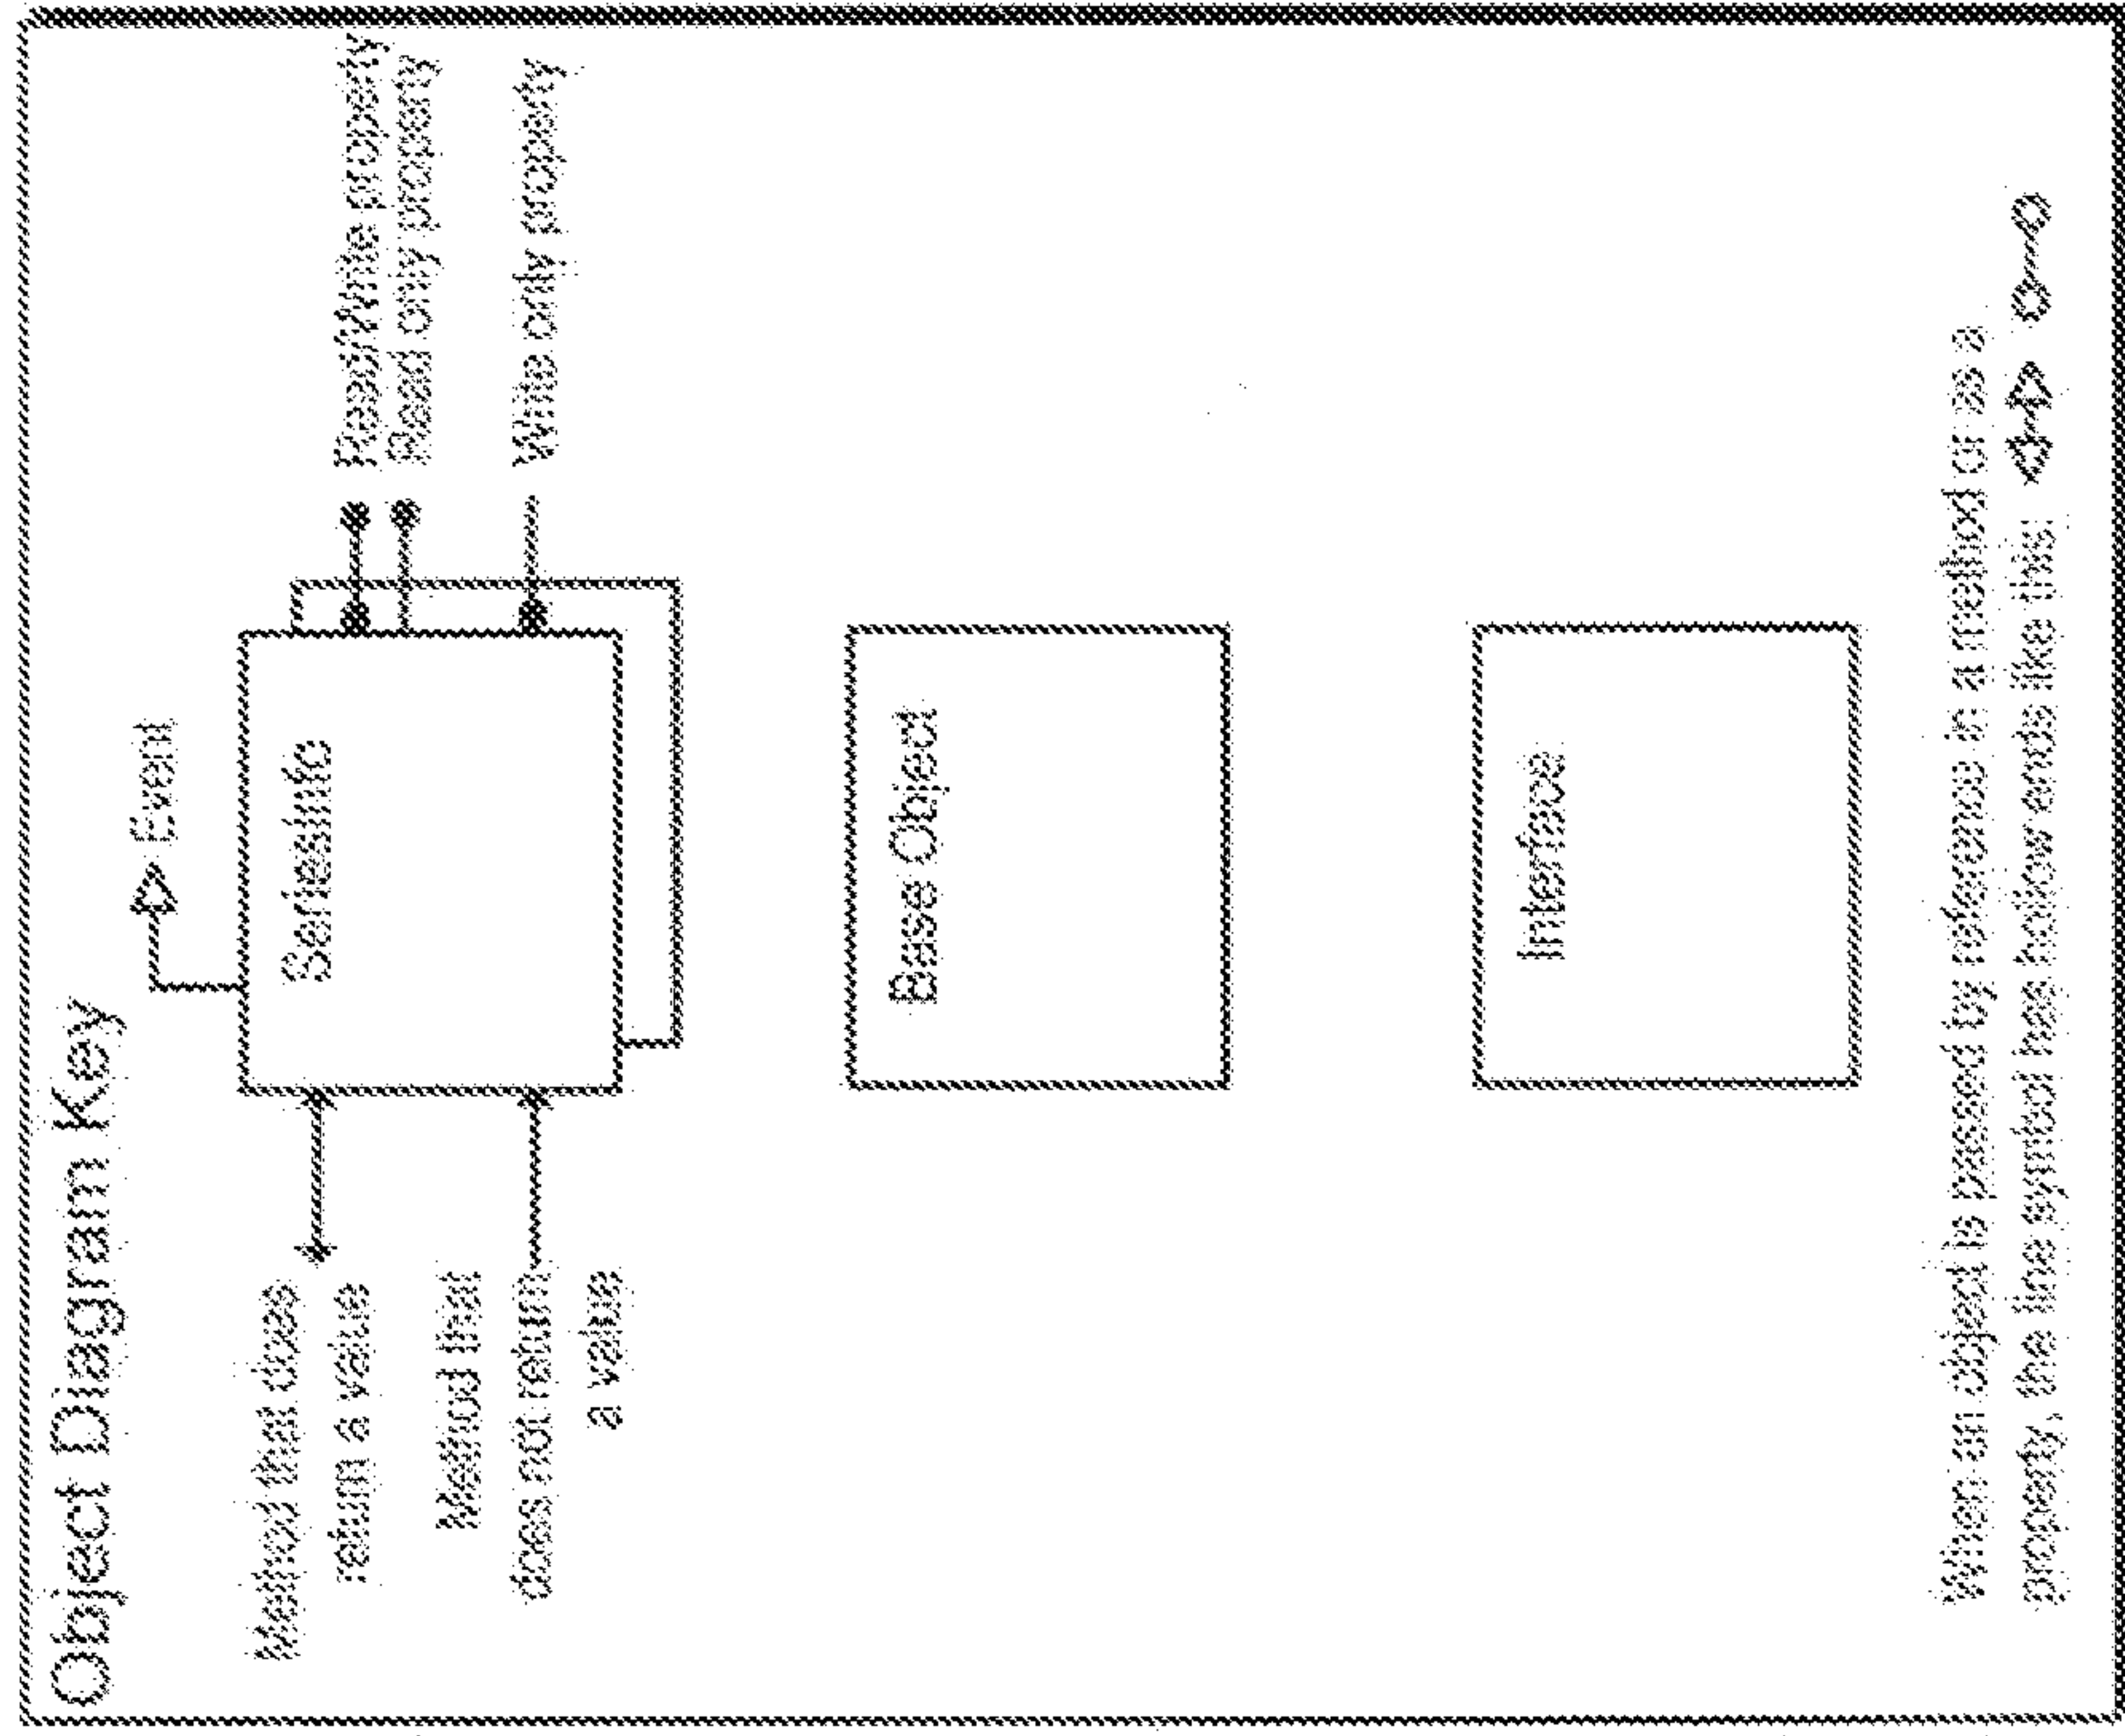 Object Diagram Key
Event
Method that does
return a value
Method that
does not return
a value
SeriesInfo
Read/Write property
Read only property
Write only property
Base Object
Interface
When an object is passed by reference in a method or as a
property, the line symbol has hollow ends like this: